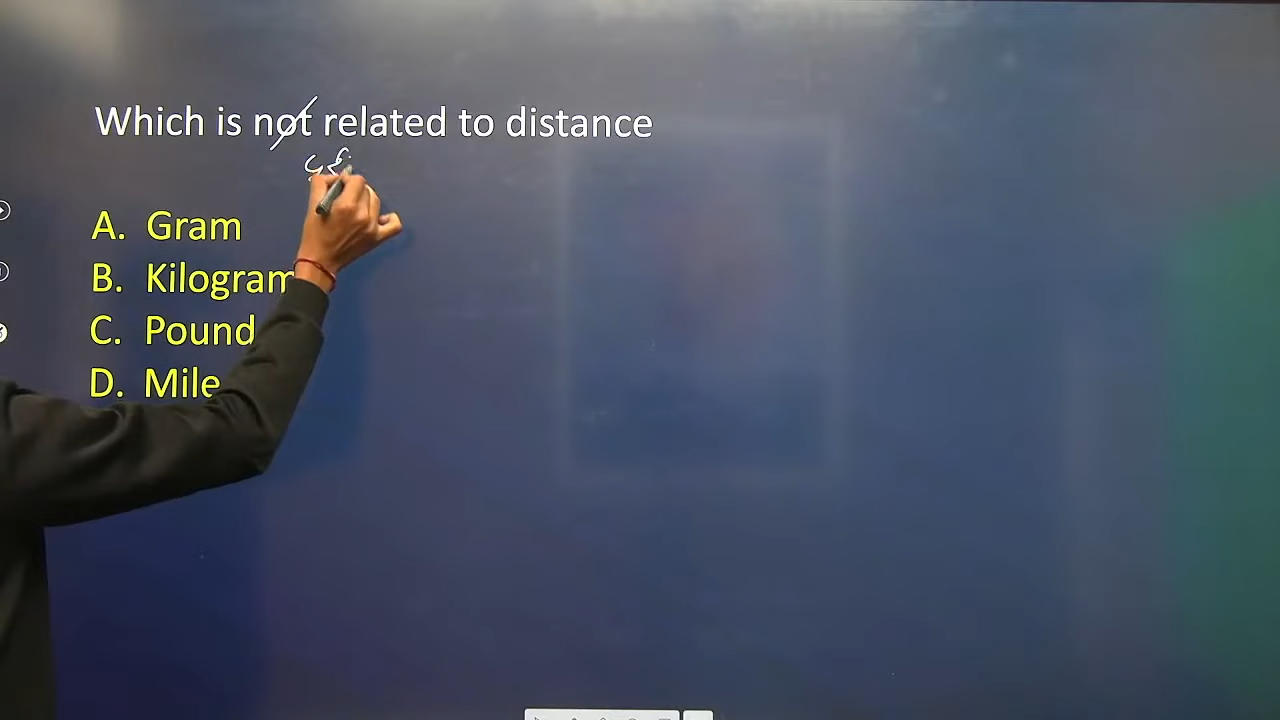 Which is not related to distance
A. Gram
B. Kilogram
C. Pound
D. Mile